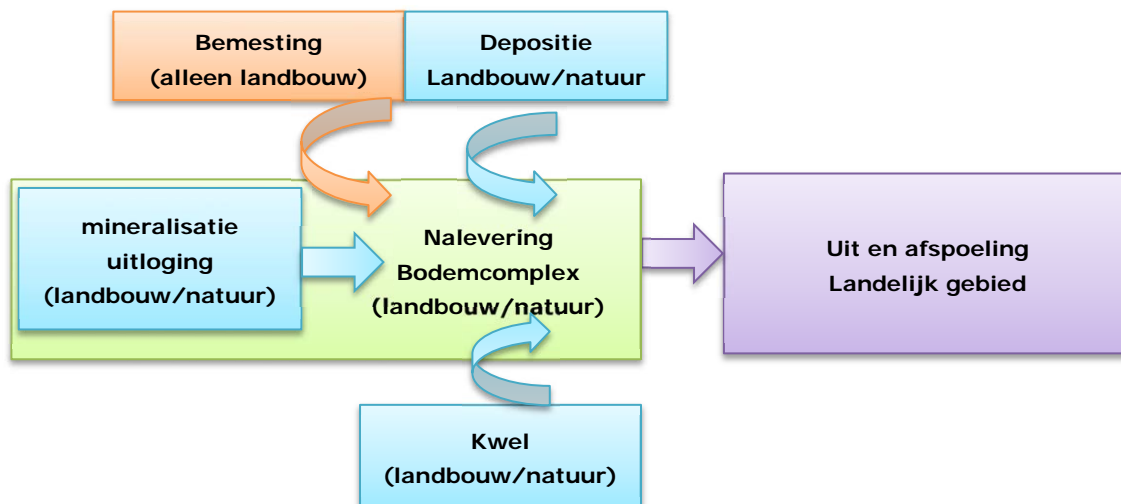 Bemesting
(alleen landbouw)
Depositie
Landbouw/natuur
mineralisatie
uitloging
(landbouw/natuur)
Nalevering
Bodemcomplex
(landbouw/natuur)
Uit en afspoeling
Landelijk gebied
Kwel
(landbouw/natuur)